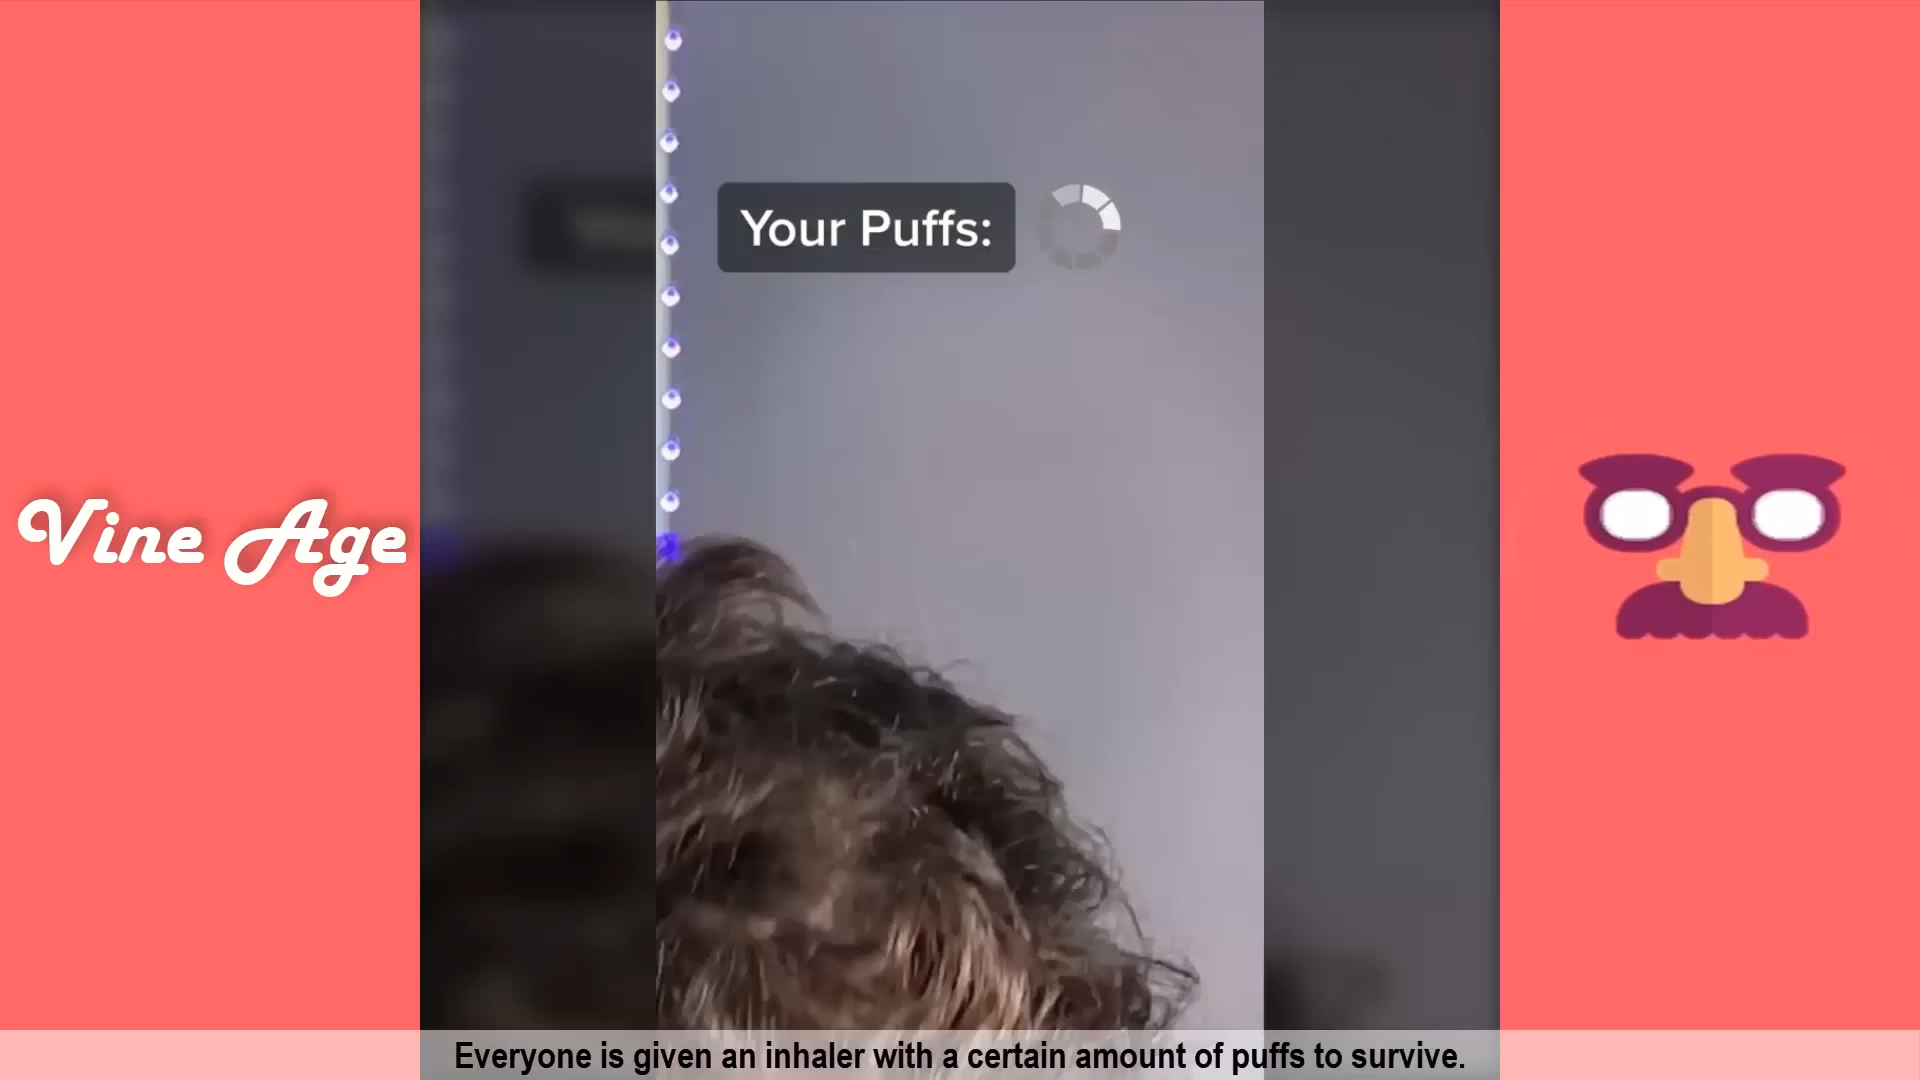 Your Puffs:
Vine Age
Everyone is given an inhaler with a certain amount of puffs to survive.